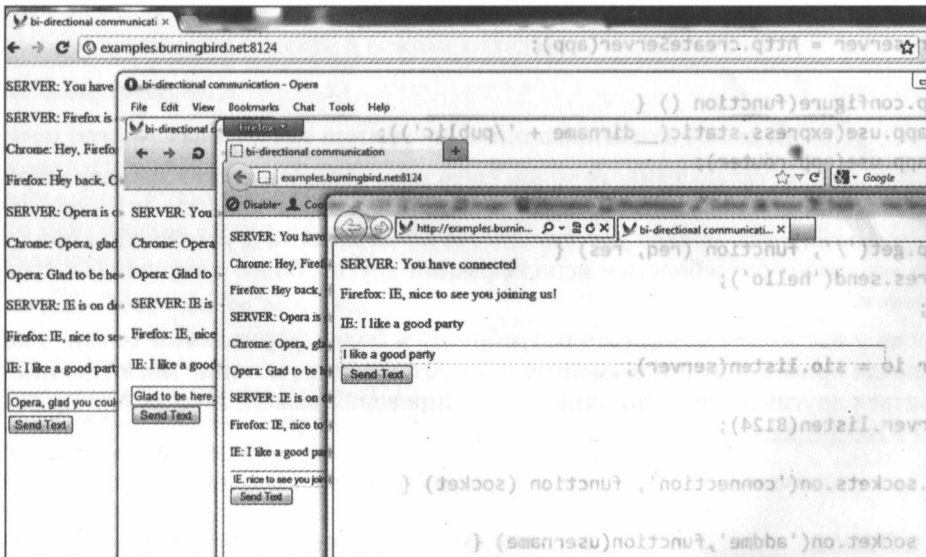 bi-directional communicati ×
examples.burningbird.net:8124
SERVER: You have
SERVER: Firefox is
Chrome: Hey, Firefo
Firefox: Hey back, C
SERVER: Opera is c
Chrome: Opera, glad
Opera: Glad to be he
SERVER: IE is on de
Firefox: IE, nice to se
IE: I like a good part
Opera, glad you coul
Send Text
bi-directional communication - Opera
File Edit View Bookmarks Chat Tools Help
bi-directional c
SERVER: You
Chrome: Opera
Opera: Glad to
SERVER: IE is
Firefox: IE, nice
IE: I like a good
Glad to be here,
Send Text
Firefox
bi-directional communication
examples.burningbird.net:8124
Google
Disable
Coo
SERVER: You have
Chrome: Hey, Firef
Firefox: Hey back,
SERVER: Opera is
Chrome: Opera, gla
Opera: Glad to be h
SERVER: IE is on de
Firefox: IE, nice to
IE: I like a good pa
IE, nice to see you join
Send Text
http://examples.burnin...
bi-directional communicati... ×
SERVER: You have connected
Firefox: IE, nice to see you joining us!
IE: I like a good party
I like a good party
Send Text
server = http.createServer(app);
p.configure(function () {
app.use(express.static(__dirname + '/public'));
app.use(app.router);
p.get('/', function (req, res) {
res.send('hello');
r io = sio.listen(server);
rver.listen(8124);
.sockets.on('connection', function (socket) {
socket.on('addme',function(username) {